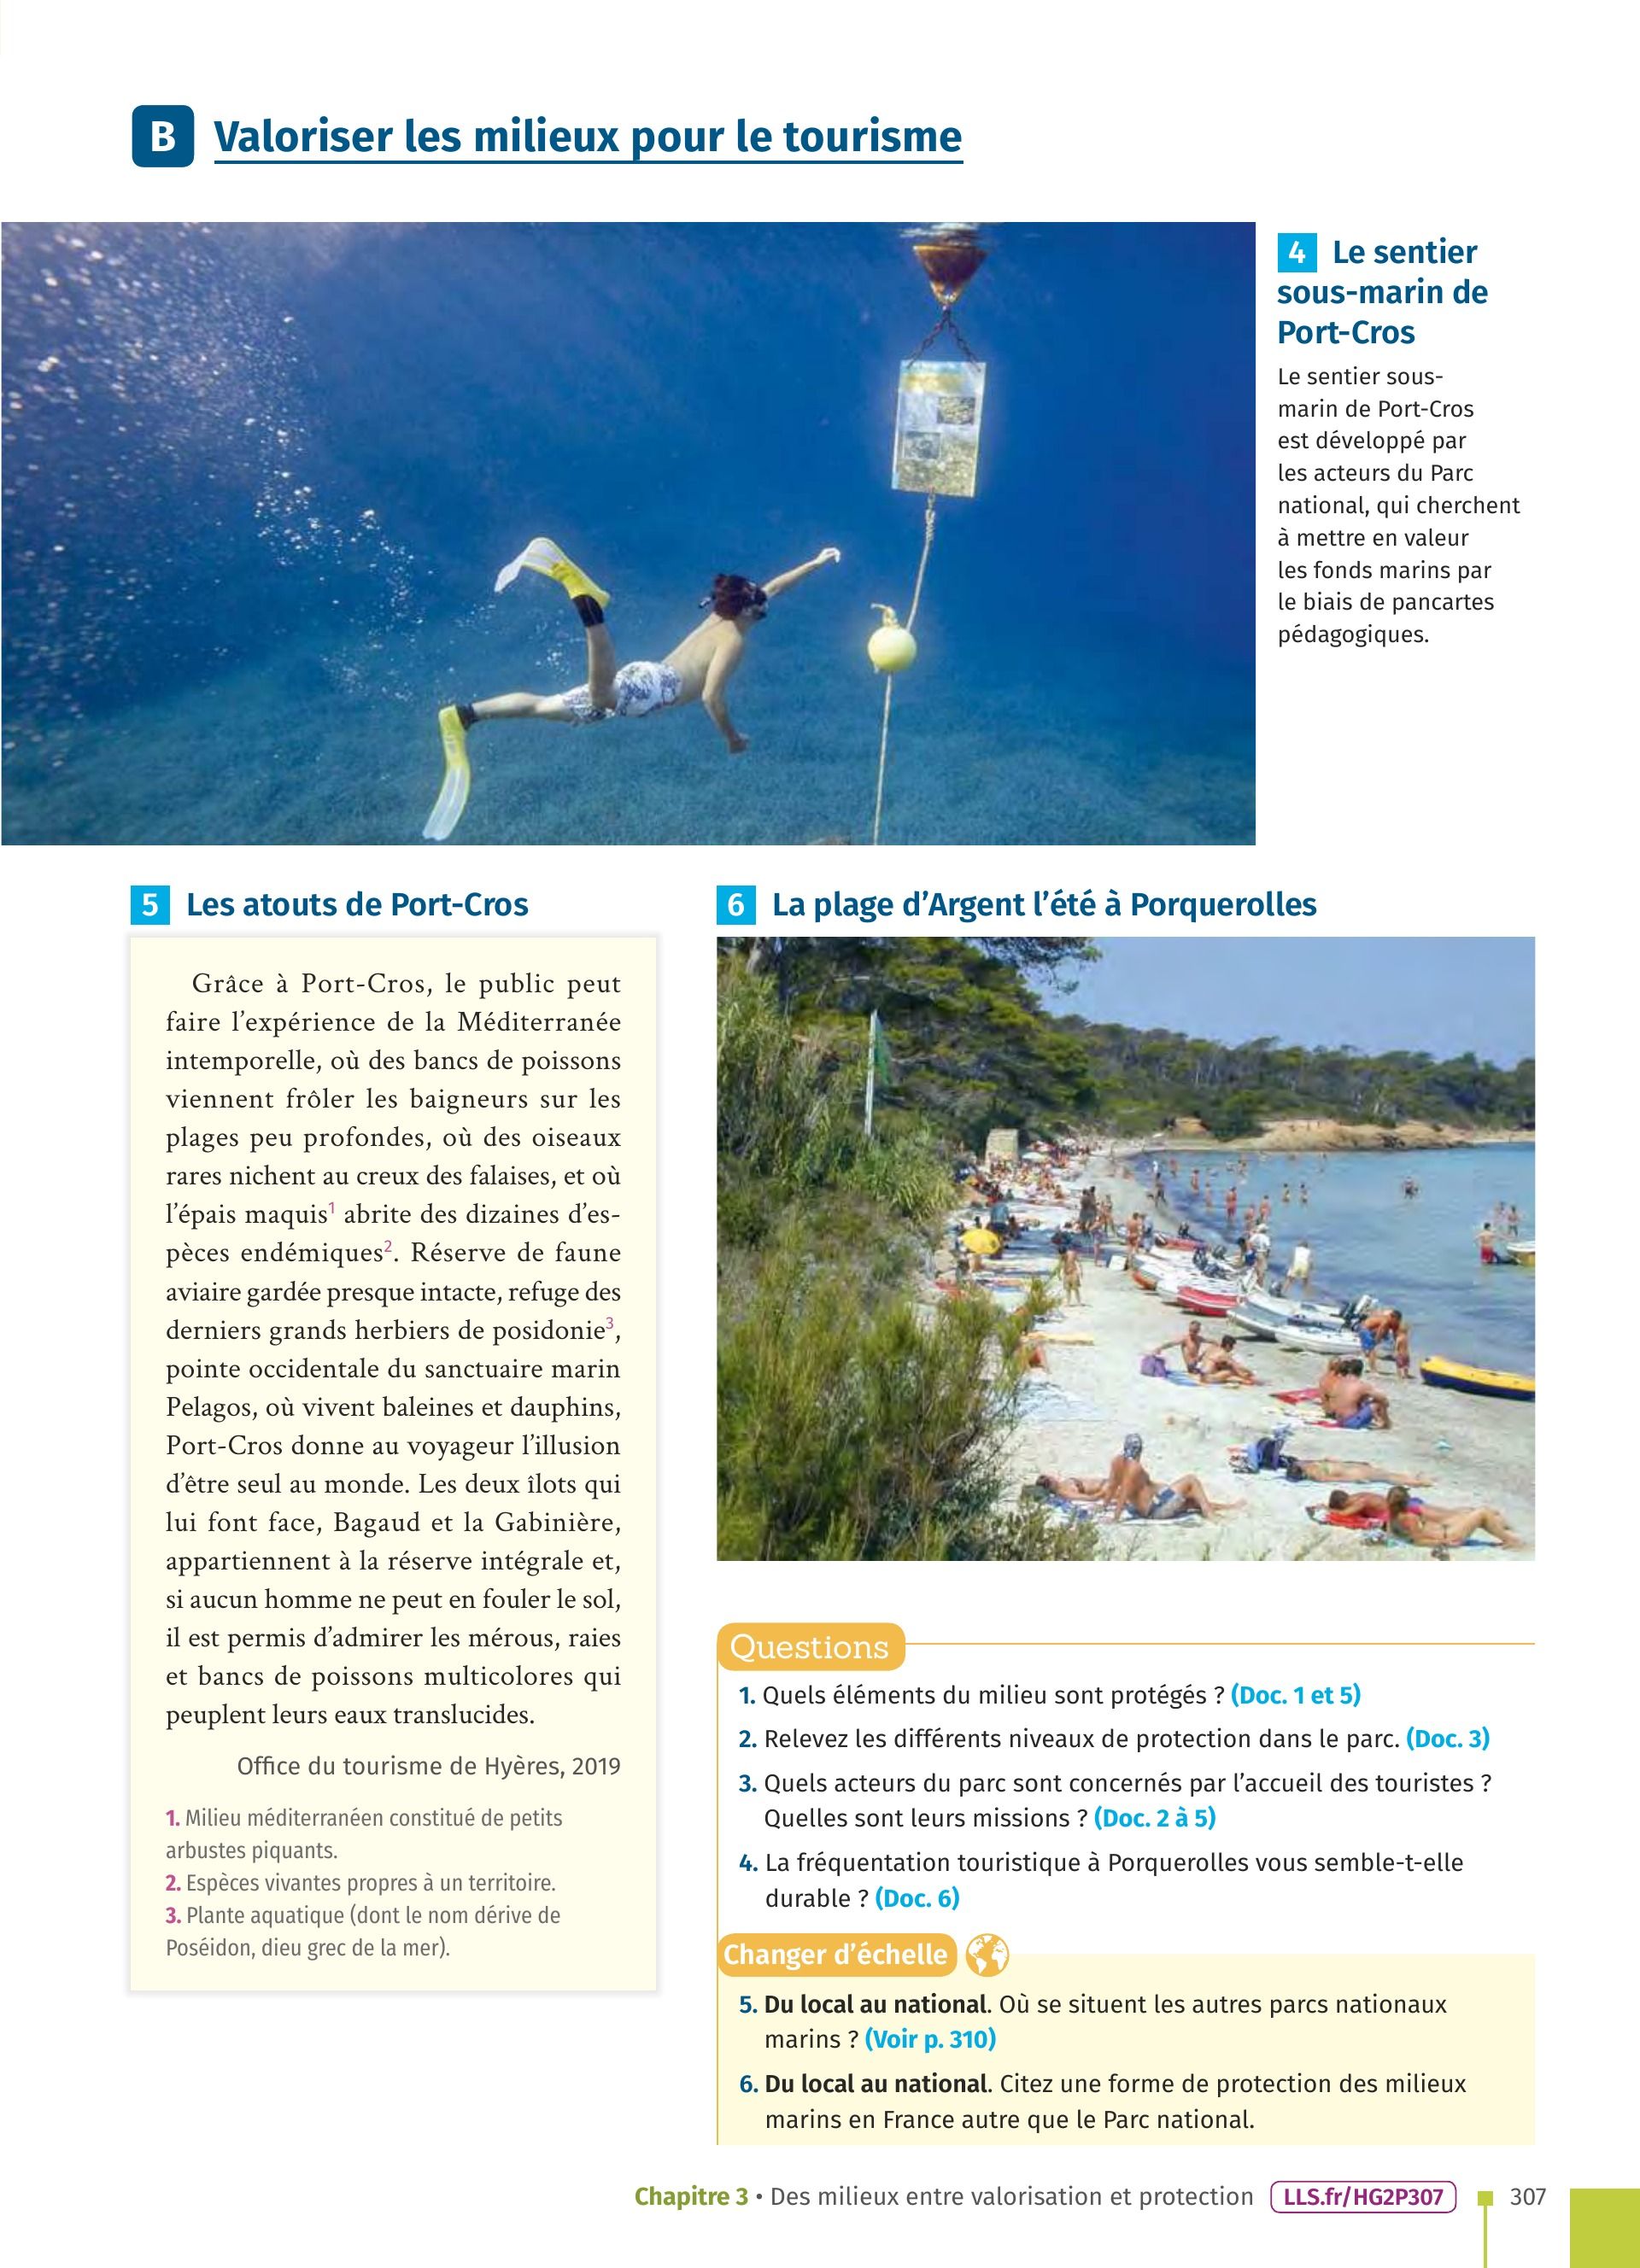 B Valoriser les milieux pour le tourisme
4 Le sentier
sous-marin de
Port-Cros
Le sentier sous-
marin de Port-Cros
est développé par
les acteurs du Parc
national, qui cherchent
à mettre en valeur
les fonds marins par
le biais de pancartes
pédagogiques.
5 Les atouts de Port-Cros
Grâce à Port-Cros, le public peut
faire l’expérience de la Méditerranée
intemporelle, où des bancs de poissons
viennent frôler les baigneurs sur les
plages peu profondes, où des oiseaux
rares nichent au creux des falaises, et où
l’épais maquis1 abrite des dizaines d’es-
pèces endémiques2. Réserve de faune
aviaire gardée presque intacte, refuge des
derniers grands herbiers de posidonie3,
pointe occidentale du sanctuaire marin
Pelagos, où vivent baleines et dauphins,
Port-Cros donne au voyageur l’illusion
d’être seul au monde. Les deux îlots qui
lui font face, Bagaud et la Gabinière,
appartiennent à la réserve intégrale et,
si aucun homme ne peut en fouler le sol,
il est permis d’admirer les mérous, raies
et bancs de poissons multicolores qui
peuplent leurs eaux translucides.
Office du tourisme de Hyères, 2019
1. Milieu méditerranéen constitué de petits
arbustes piquants.
2. Espèces vivantes propres à un territoire.
3. Plante aquatique (dont le nom dérive de
Poséidon, dieu grec de la mer).
6 La plage d’Argent l’été à Porquerolles
Questions
1. Quels éléments du milieu sont protégés ? (Doc. 1 et 5)
2. Relevez les différents niveaux de protection dans le parc. (Doc. 3)
3. Quels acteurs du parc sont concernés par l’accueil des touristes ?
Quelles sont leurs missions ? (Doc. 2 à 5)
4. La fréquentation touristique à Porquerolles vous semble-t-elle
durable ? (Doc. 6)
Changer d’échelle
5. Du local au national. Où se situent les autres parcs nationaux
marins ? (Voir p. 310)
6. Du local au national. Citez une forme de protection des milieux
marins en France autre que le Parc national.
Chapitre 3 • Des milieux entre valorisation et protection LLS.fr/HG2P307 307